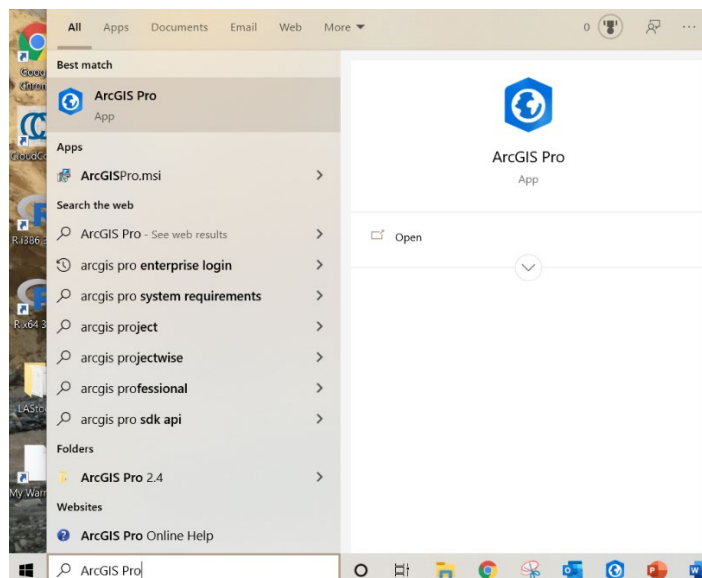 All Apps Documents Email Web More
0
Best match
ArcGIS Pro
App
Apps
ArcGISPro.msi
Search the web
ArcGIS Pro - See web results
arcgis pro enterprise login
arcgis pro system requirements
arcgis project
arcgis projectwise
arcgis professional
arcgis pro sdk api
Folders
ArcGIS Pro 2.4
Websites
ArcGIS Pro Online Help
ArcGIS Pro
ArcGIS Pro
App
Open